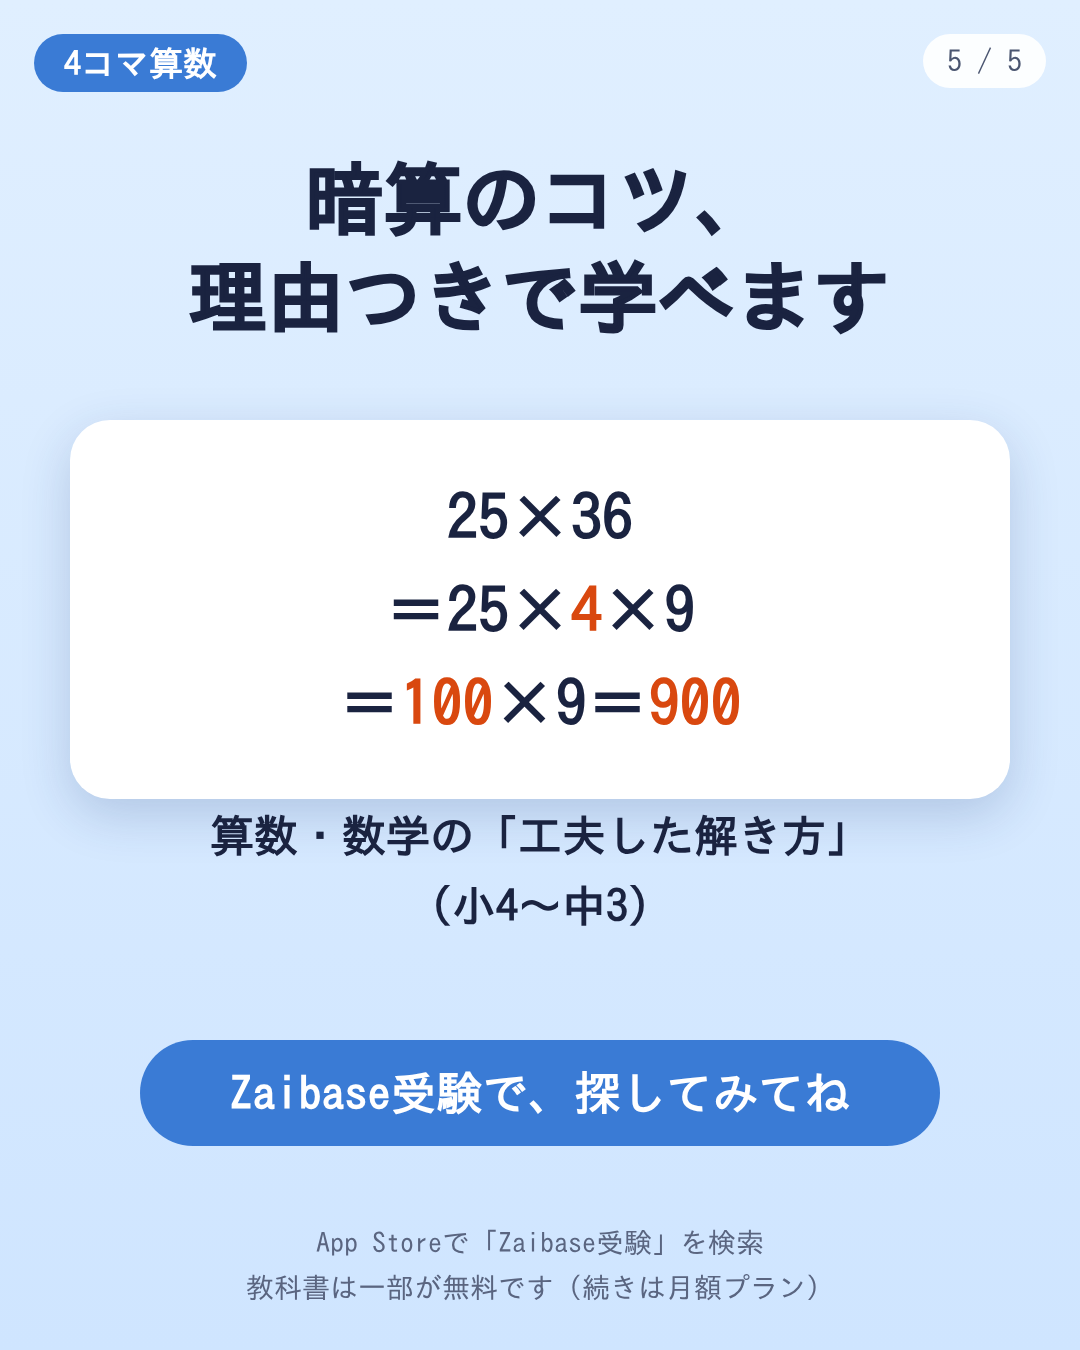 4コマ算数
5 / 5
暗算のコツ、
理由つきで学べます
25×36
=25×4×9
=100×9=900
算数・数学の「工夫した解き方」
(小4〜中3)
Zaibase受験で、探してみてね
App Storeで「Zaibase受験」を検索
教科書は一部が無料です(続きは月額プラン)